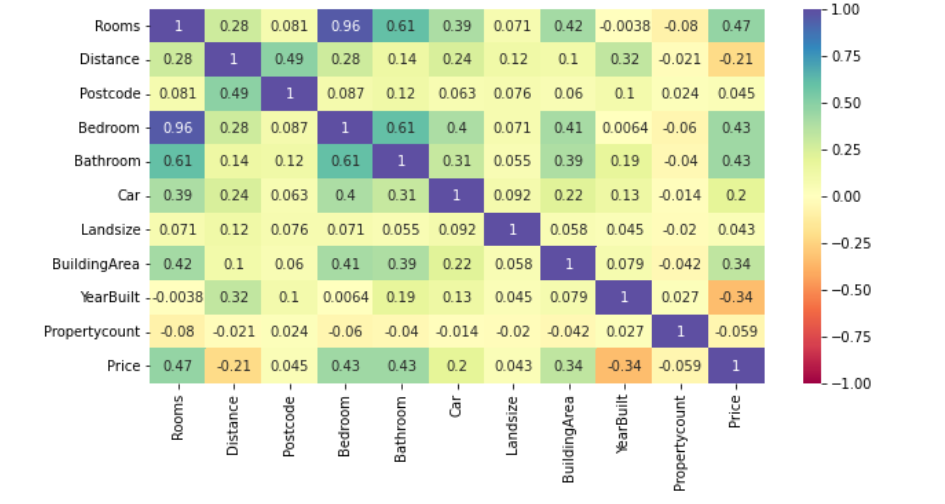 Rooms 1 0.28 0.081 0.96 0.61 0.39 0.071 0.42 -0.0038 -0.08 0.47
Distance 0.28 1 0.49 0.28 0.14 0.24 0.12 0.1 0.32 -0.021 -0.21
Postcode 0.081 0.49 1 0.087 0.12 0.063 0.076 0.06 0.1 0.024 0.045
Bedroom 0.96 0.28 0.087 1 0.61 0.4 0.071 0.41 0.0064 -0.06 0.43
Bathroom 0.61 0.14 0.12 0.61 1 0.31 0.055 0.39 0.19 -0.04 0.43
Car 0.39 0.24 0.063 0.4 0.31 1 0.092 0.22 0.13 -0.014 0.2
Landsize 0.071 0.12 0.076 0.071 0.055 0.092 1 0.058 0.045 -0.02 0.043
BuildingArea 0.42 0.1 0.06 0.41 0.39 0.22 0.058 1 0.079 -0.042 0.34
YearBuilt -0.0038 0.32 0.1 0.0064 0.19 0.13 0.045 0.079 1 0.027 -0.34
Propertycount -0.08 -0.021 0.024 -0.06 -0.04 -0.014 -0.02 -0.042 0.027 1 -0.059
Price 0.47 -0.21 0.045 0.43 0.43 0.2 0.043 0.34 -0.34 -0.059 1
Rooms
Distance
Postcode
Bedroom
Bathroom
Car
Landsize
BuildingArea
YearBuilt
Propertycount
Price
1.00
0.75
0.50
0.25
0.00
−0.25
−0.50
−0.75
−1.00